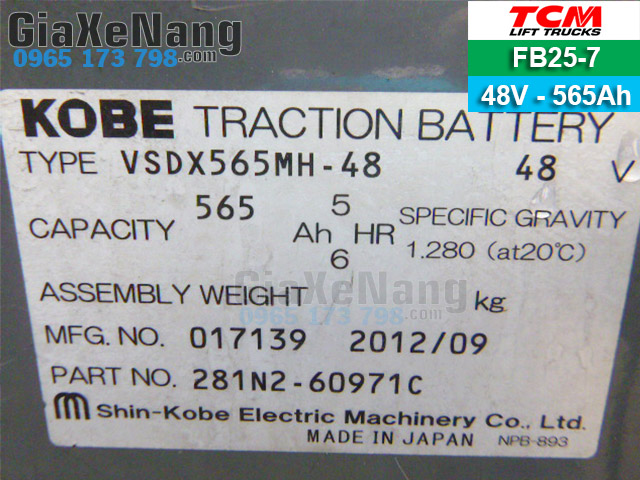 GiaXeNang
0965 173 798.com
TCM
LIFT TRUCKS
FB25-7
48V - 565Ah
KOBE TRACTION BATTERY
TYPE VSDX565MH-48 48 V
CAPACITY 565 Ah 5 HR SPECIFIC GRAVITY
6 1.280 (at20℃)
GiaXeNang
ASSEMBLY WEIGHT kg
0965 173 798.com
MFG. NO. 017139 2012/09
PART NO. 281N2-60971C
Shin-Kobe Electric Machinery Co., Ltd.
MADE IN JAPAN NPB-893